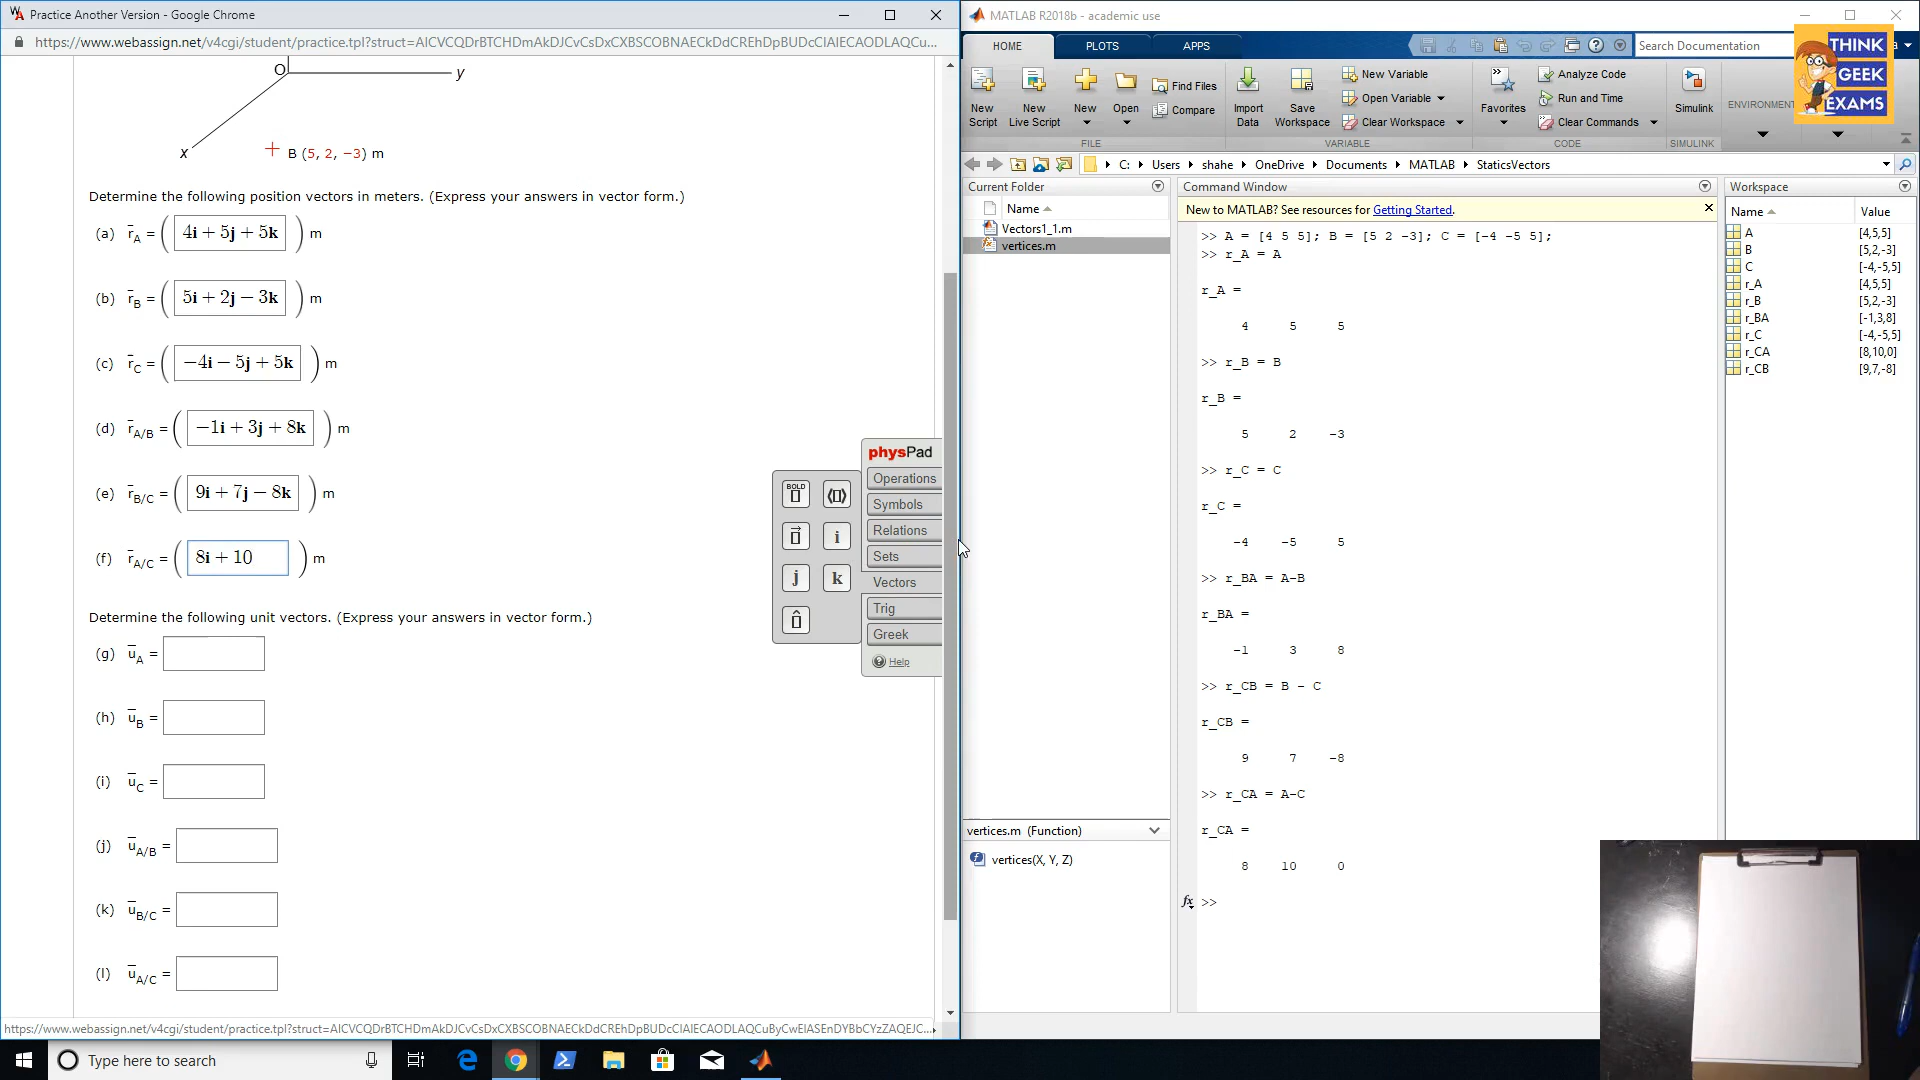 Practice Another Version - Google Chrome
https://www.webassign.net/v4cgi/student/practice.tpl?struct=AICVCQDrBTCHDmAkDJCvCsDxCXBSCOBNAECkDdCREhDpBUDcCIAIECAODLAQCu...
O
y
x
B (5, 2, −3) m
Determine the following position vectors in meters. (Express your answers in vector form.)
(a) r̄A = ( 4i + 5j + 5k ) m
(b) r̄B = ( 5i + 2j − 3k ) m
(c) r̄C = ( −4i − 5j + 5k ) m
(d) r̄A/B = ( −1i + 3j + 8k ) m
(e) r̄B/C = ( 9i + 7j − 8k ) m
(f) r̄A/C = ( 8i + 10 ) m
Determine the following unit vectors. (Express your answers in vector form.)
(g) ūA =
(h) ūB =
(i) ūC =
(j) ūA/B =
(k) ūB/C =
(l) ūA/C =
physPad
Operations
Symbols
Relations
Sets
Vectors
Trig
Greek
Help
BOLD
i
j k
https://www.webassign.net/v4cgi/student/practice.tpl?struct=AICVCQDrBTCHDmAkDJCvCsDxCXBSCOBNAECkDdCREhDpBUDcCIAIECAODLAQCuByCwEIASEnDYBbCYzZAQEJC...
MATLAB R2018b - academic use
HOME PLOTS APPS
Search Documentation
THINK
GEEK
EXAMS
New
Script
New
Live Script
New
Open
Find Files
Compare
Import
Data
Save
Workspace
New Variable
Open Variable
Clear Workspace
Favorites
Analyze Code
Run and Time
Clear Commands
Simulink
FILE VARIABLE CODE SIMULINK
C: Users shahe OneDrive Documents MATLAB StaticsVectors
Current Folder
Name
Vectors1_1.m
vertices.m
vertices.m (Function)
vertices(X, Y, Z)
Command Window
New to MATLAB? See resources for Getting Started.
>> A = [4 5 5]; B = [5 2 -3]; C = [-4 -5 5];
>> r_A = A
r_A =
4 5 5
>> r_B = B
r_B =
5 2 -3
>> r_C = C
r_C =
-4 -5 5
>> r_BA = A-B
r_BA =
-1 3 8
>> r_CB = B - C
r_CB =
9 7 -8
>> r_CA = A-C
r_CA =
8 10 0
fx >>
Workspace
Name Value
A [4,5,5]
B [5,2,-3]
C [-4,-5,5]
r_A [4,5,5]
r_B [5,2,-3]
r_BA [-1,3,8]
r_C [-4,-5,5]
r_CA [8,10,0]
r_CB [9,7,-8]
Type here to search